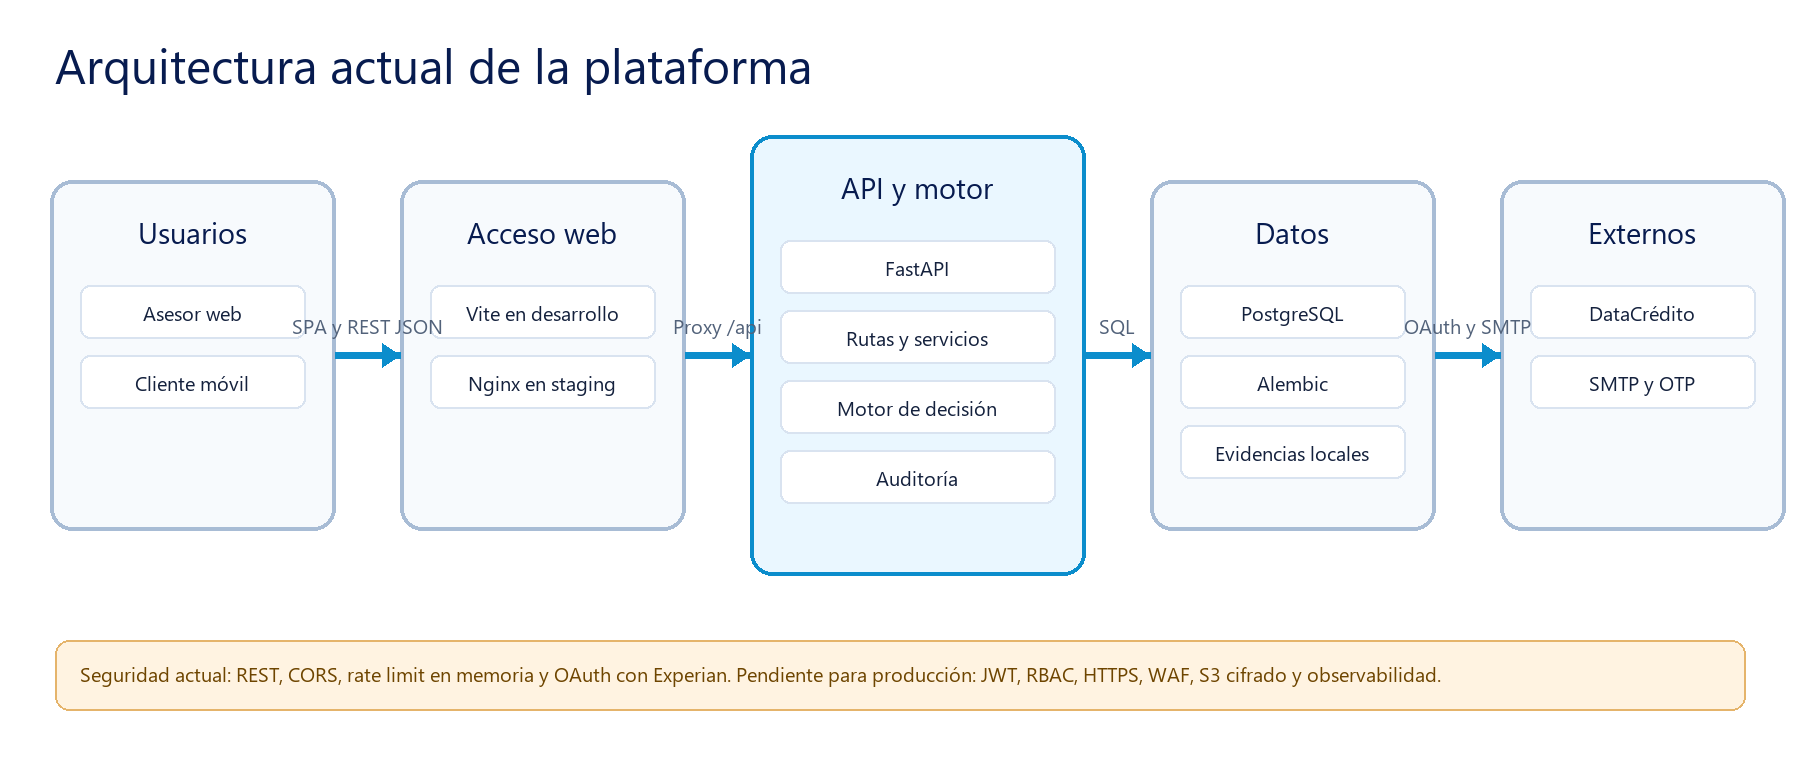 Arquitectura actual de la plataforma
Usuarios
Asesor web
Cliente móvil
SPA y REST JSON
Acceso web
Vite en desarrollo
Nginx en staging
Proxy /api
API y motor
FastAPI
Rutas y servicios
Motor de decisión
Auditoría
SQL
Datos
PostgreSQL
Alembic
Evidencias locales
OAuth y SMTP
Externos
DataCrédito
SMTP y OTP
Seguridad actual: REST, CORS, rate limit en memoria y OAuth con Experian. Pendiente para producción: JWT, RBAC, HTTPS, WAF, S3 cifrado y observabilidad.